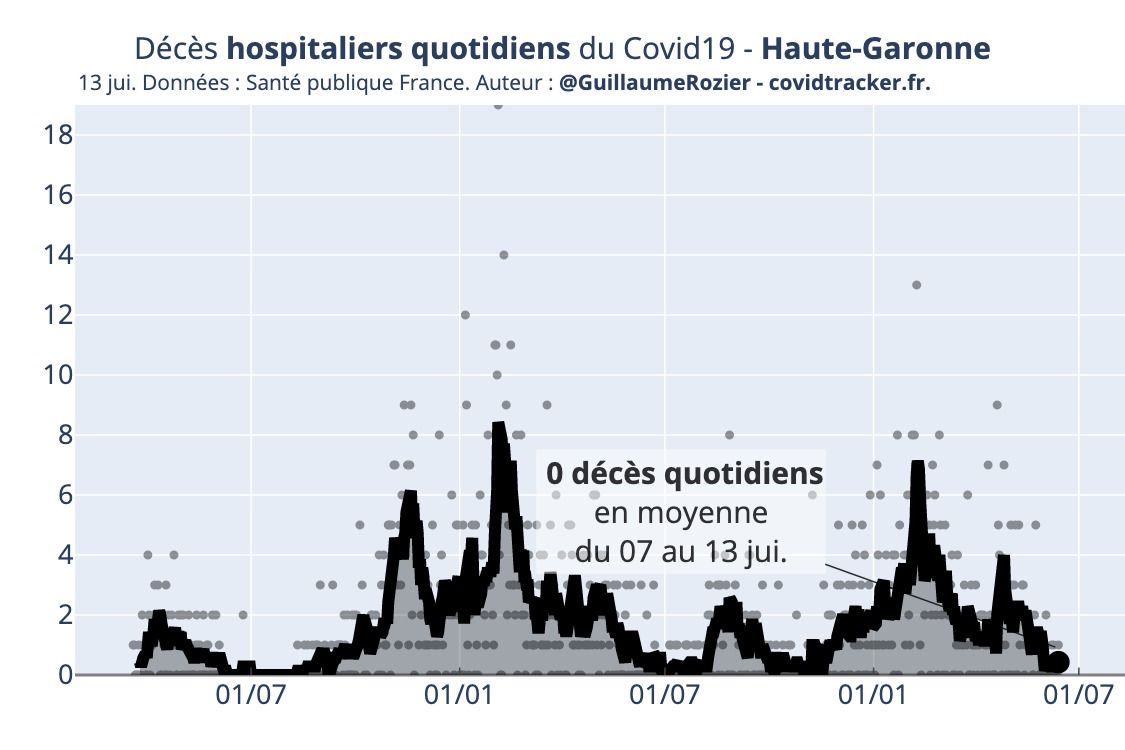 Décès hospitaliers quotidiens du Covid19 - Haute-Garonne
13 jui. Données : Santé publique France. Auteur : @GuillaumeRozier - covidtracker.fr.
18
16
14
12
10
8
6
4
2
0
0 décès quotidiens
en moyenne
du 07 au 13 jui.
01/07 01/01 01/07 01/01 01/07